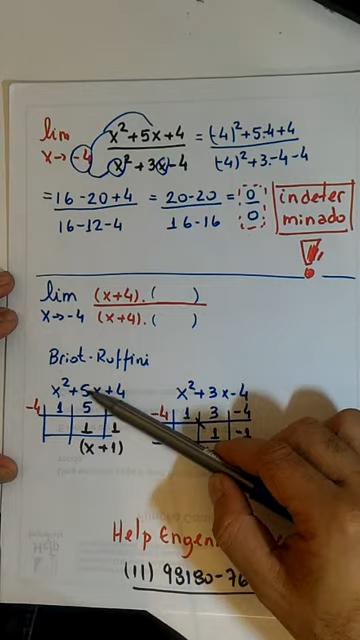 lim x→-4 x²+5x+4 / x²+3x-4 = (-4)²+5.-4+4 / (-4)²+3.-4-4
= 16-20+4 / 16-12-4 = 20-20 / 16-16 = 0/0 indeter
minado
!
lim x→-4 (x+4).( ) / (x+4).( )
Briot-Ruffini
x²+5x+4 x²+3x-4
-4 1 5 -4 1 3 -4
1 1 1 -1
(x+1)
Help Engen
(11) 98180-76